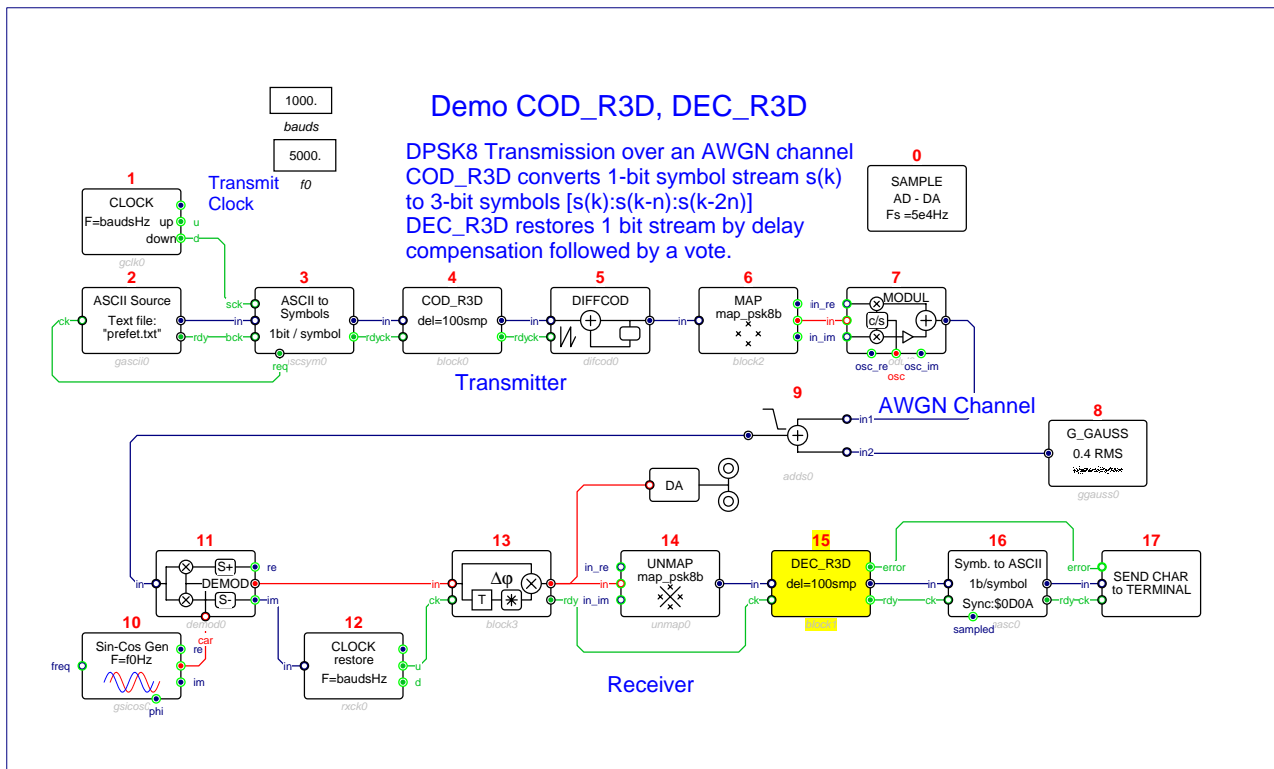 1000.
bauds
5000.
f0
Demo COD_R3D, DEC_R3D
DPSK8 Transmission over an AWGN channel
COD_R3D converts 1-bit symbol stream s(k)
to 3-bit symbols [s(k):s(k-n):s(k-2n)]
DEC_R3D restores 1 bit stream by delay
compensation followed by a vote.
0
SAMPLE
AD - DA
Fs =5e4Hz
Transmit
Clock
1
CLOCK
F=baudsHz
up
u
down
d
gclk0
2
ASCII Source
Text file:
"prefet.txt"
ck
rdy
gascii0
3
ASCII to
Symbols
1bit / symbol
sck
in
bck
req
rdy
4
COD_R3D
del=100smp
in
ck
rdy
block0
5
DIFFCOD
in
ck
difcod0
6
MAP
map_psk8b
in
block2
7
MODUL
c/s
in_re
in
in_im
osc_re
osc
osc_im
Transmitter
AWGN Channel
9
in1
in2
adds0
8
G_GAUSS
0.4 RMS
ggauss0
DA
11
S+
DEMOD
S-
in
re
im
car
demod0
10
Sin-Cos Gen
F=f0Hz
freq
re
im
phi
gsicos0
12
CLOCK
restore
F=baudsHz
in
u
d
rxck0
13
Δφ
T
in
ck
rdy
block3
14
UNMAP
map_psk8b
in_re
in
in_im
unmap0
15
DEC_R3D
del=100smp
in
ck
error
rdy
block1
16
Symb. to ASCII
1b/symbol
Sync:$0D0A
in
ck
sampled
rdy
17
SEND CHAR
to TERMINAL
error
in
ck
Receiver